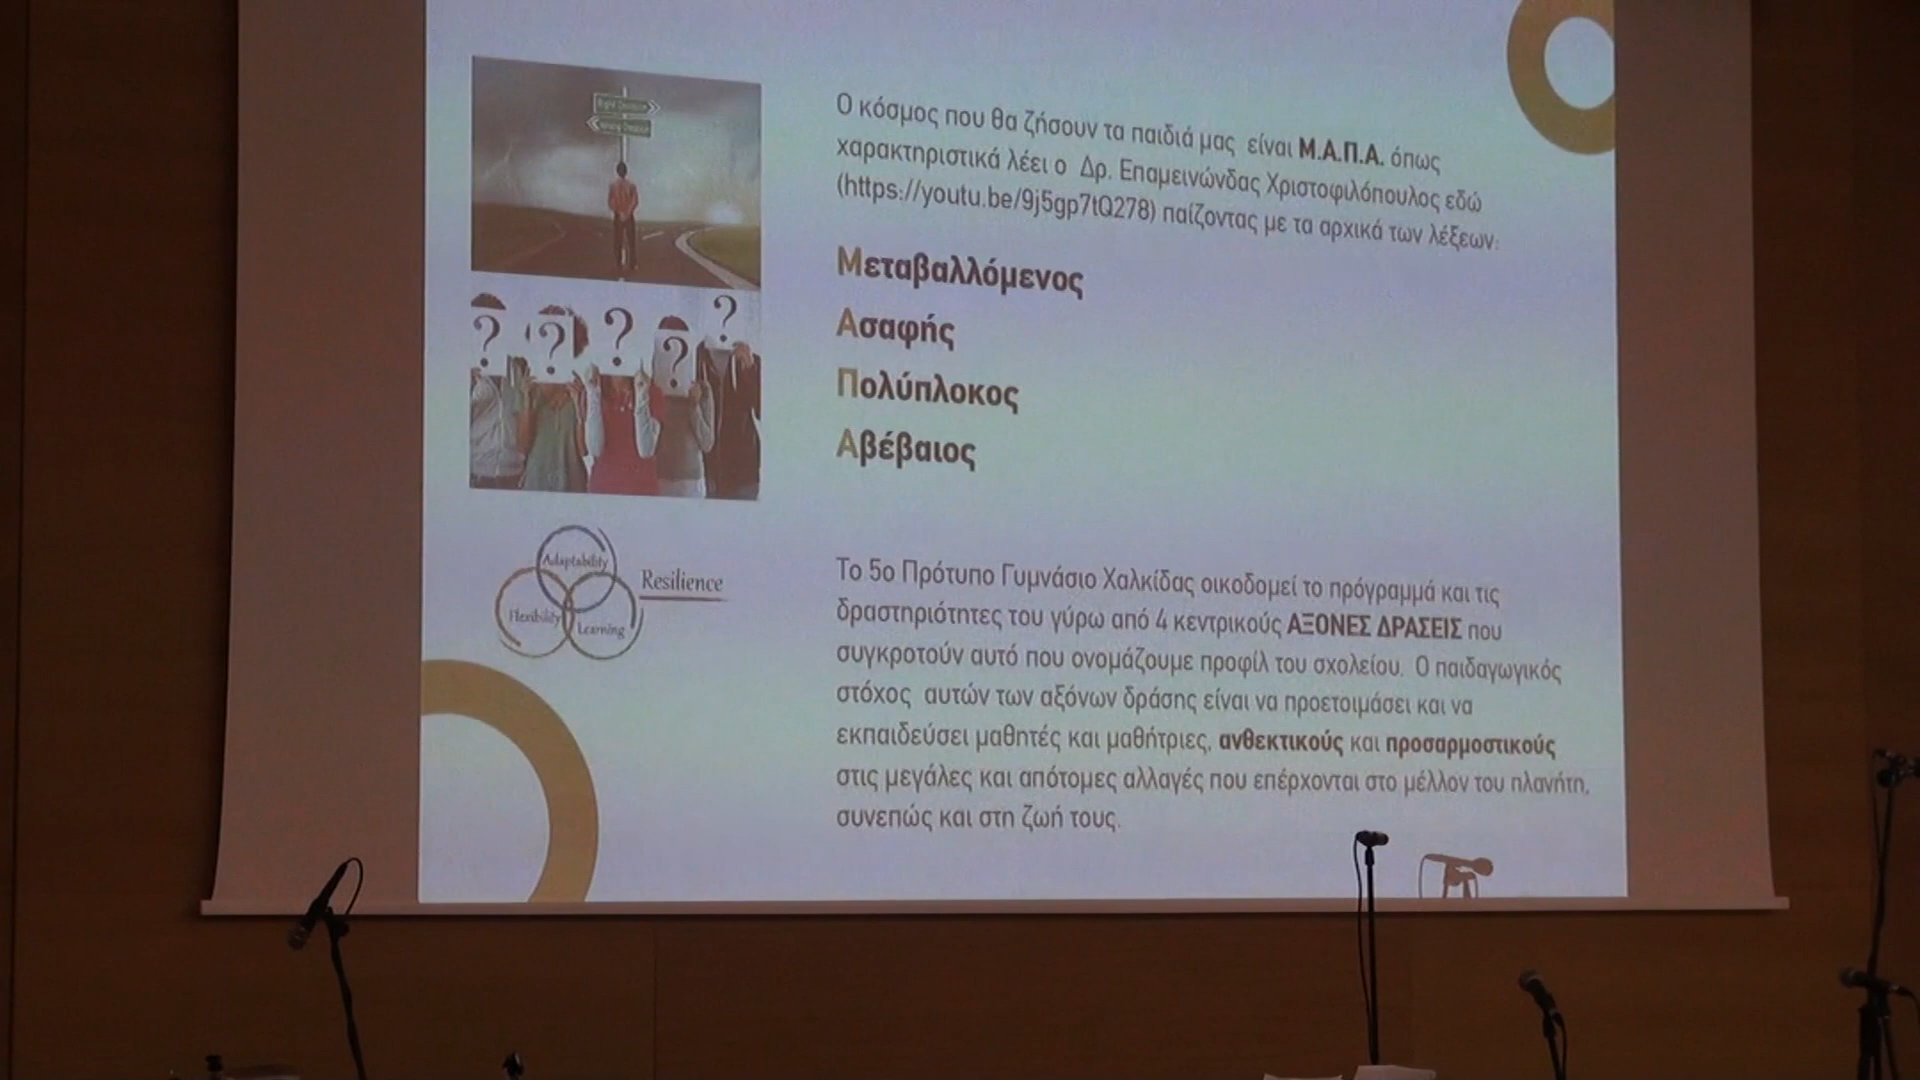 Right Decision
Wrong Decision
Ο κόσμος που θα ζήσουν τα παιδιά μας είναι Μ.Α.Π.Α. όπως
χαρακτηριστικά λέει ο Δρ. Επαμεινώνδας Χριστοφιλόπουλος εδώ
(https://youtu.be/9j5gp7tQ278) παίζοντας με τα αρχικά των λέξεων:
Μεταβαλλόμενος
Ασαφής
Πολύπλοκος
Αβέβαιος
? ? ? ? ?
Adaptability
Resilience
Flexibility
Learning
Το 5ο Πρότυπο Γυμνάσιο Χαλκίδας οικοδομεί το πρόγραμμά και τις
δραστηριότητες του γύρω από 4 κεντρικούς ΑΞΟΝΕΣ ΔΡΑΣΕΙΣ που
συγκροτούν αυτό που ονομάζουμε προφίλ του σχολείου. Ο παιδαγωγικός
στόχος αυτών των αξόνων δράσης είναι να προετοιμάσει και να
εκπαιδεύσει μαθητές και μαθήτριες, ανθεκτικούς και προσαρμοστικούς
στις μεγάλες και απότομες αλλαγές που επέρχονται στο μέλλον του πλανήτη,
συνεπώς και στη ζωή τους.